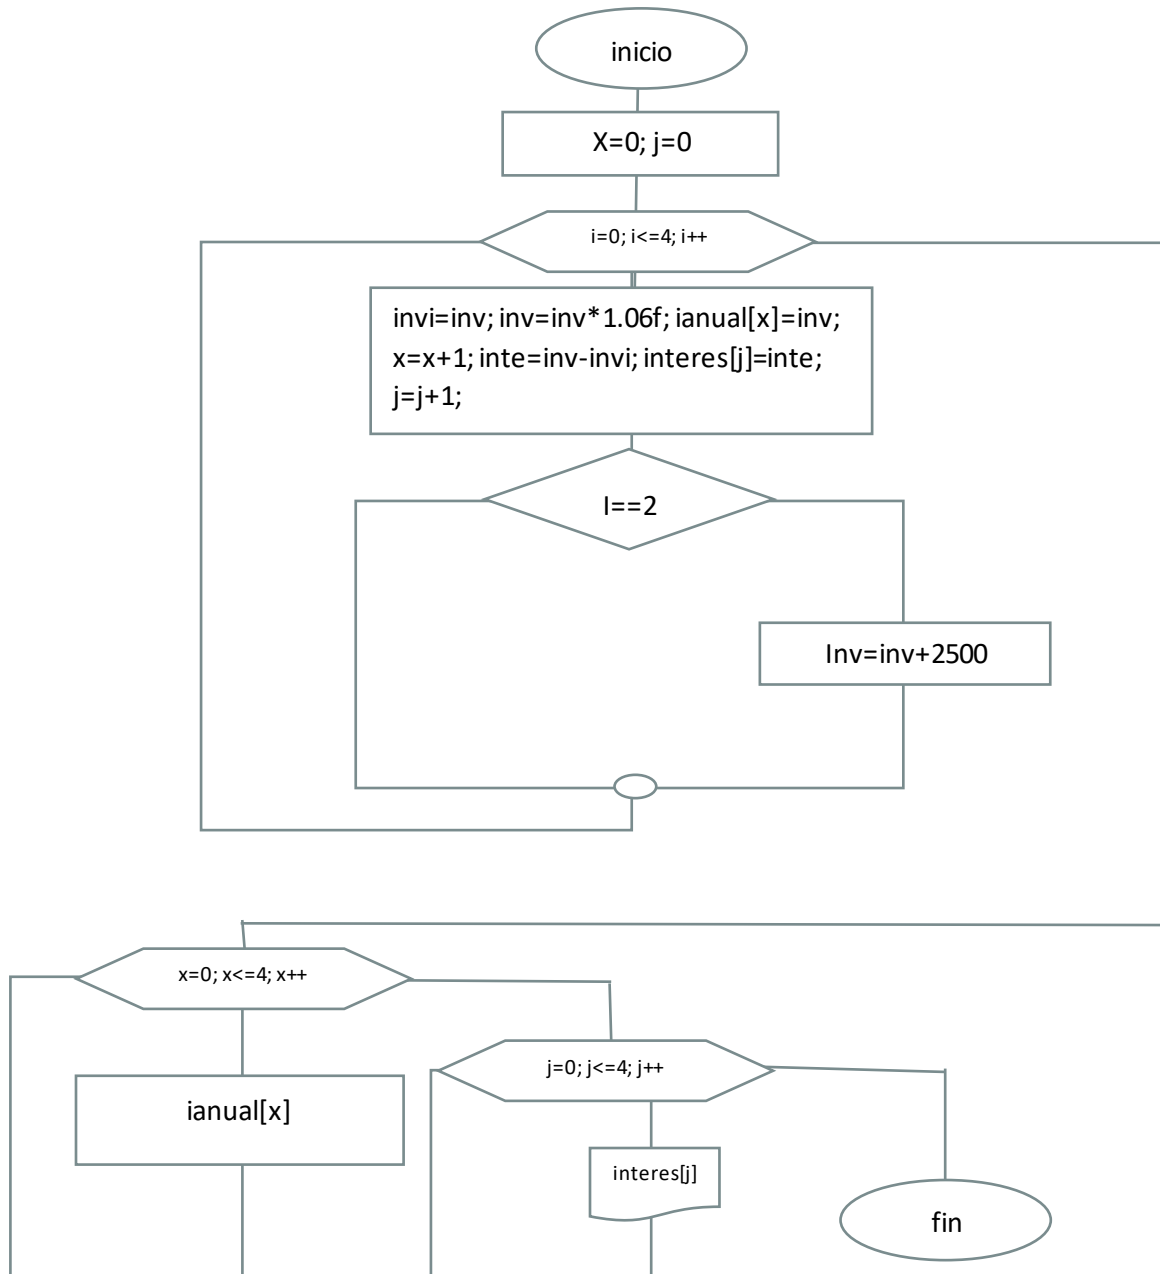 inicio
X=0; j=0
i=0; i<=4; i++
invi=inv; inv=inv*1.06f; ianual[x]=inv;
x=x+1; inte=inv-invi; interes[j]=inte;
j=j+1;
I==2
Inv=inv+2500
x=0; x<=4; x++
j=0; j<=4; j++
ianual[x]
interes[j]
fin